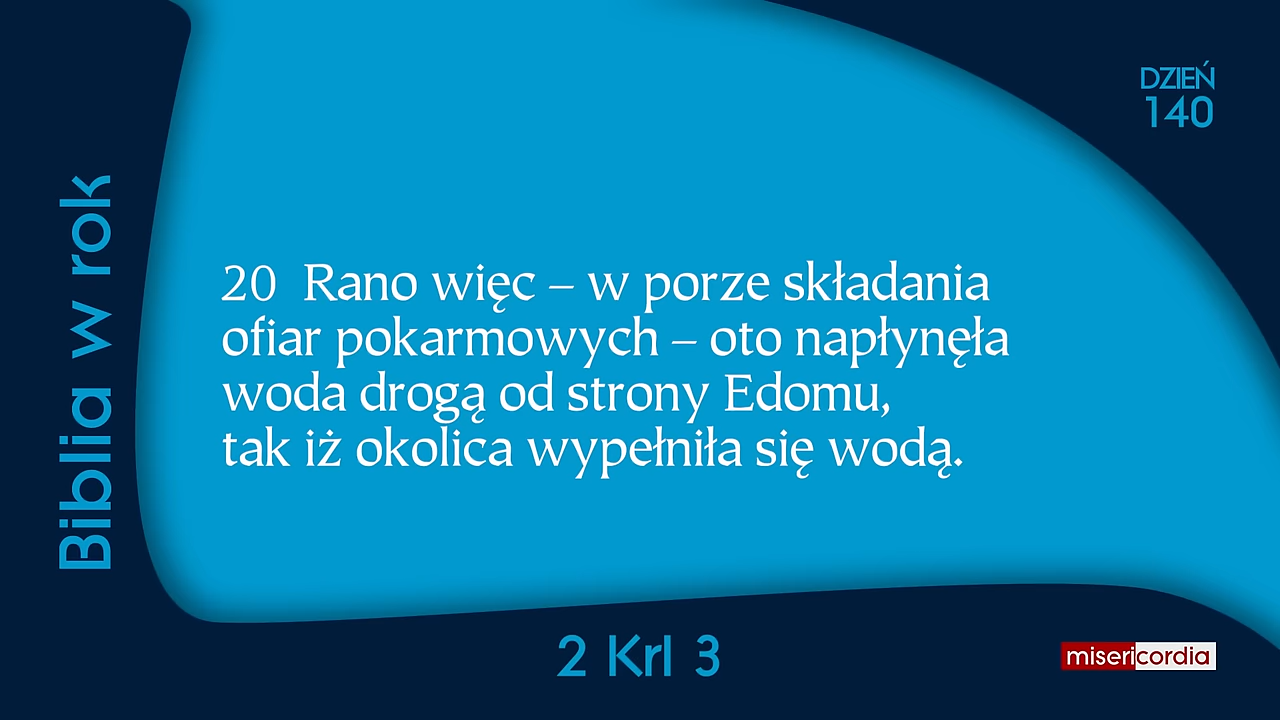 DZIEŃ
140
Biblia w rok
20 Rano więc – w porze składania
ofiar pokarmowych – oto napłynęła
woda drogą od strony Edomu,
tak iż okolica wypełniła się wodą.
2 Krl 3
misericordia